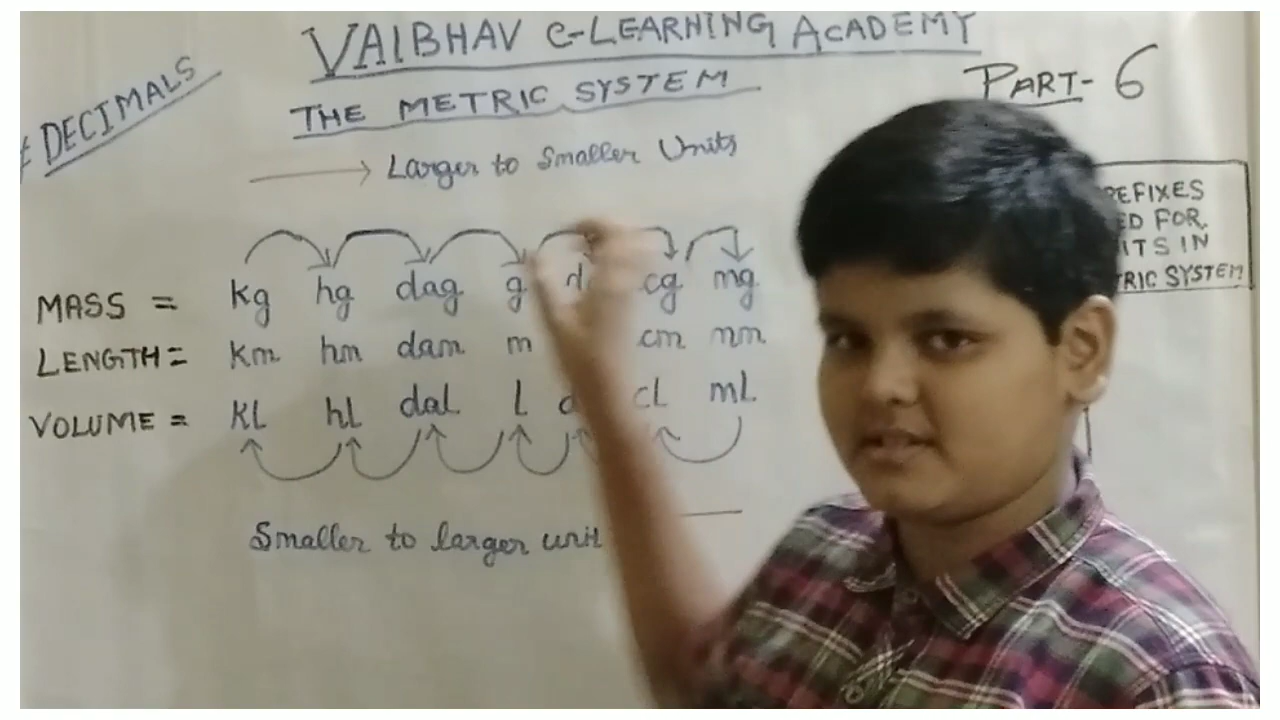 VAIBHAV e-LEARNING ACADEMY
# DECIMALS
THE METRIC SYSTEM
PART- 6
→ Larger to Smaller Units
MASS = kg hg dag g cg mg
LENGTH = km hm dam m cm mm
VOLUME = kl hl dal l cl ml
Smaller to larger unit
REFIXES
ED FOR
ITS IN
TRIC SYSTEM